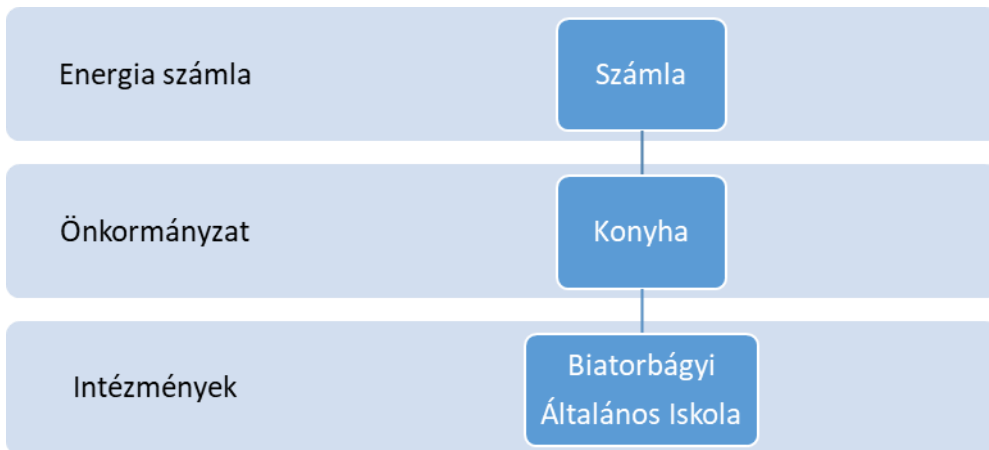 Energia számla
Számla
Önkormányzat
Konyha
Intézmények
Biatorbágyi
Általános Iskola